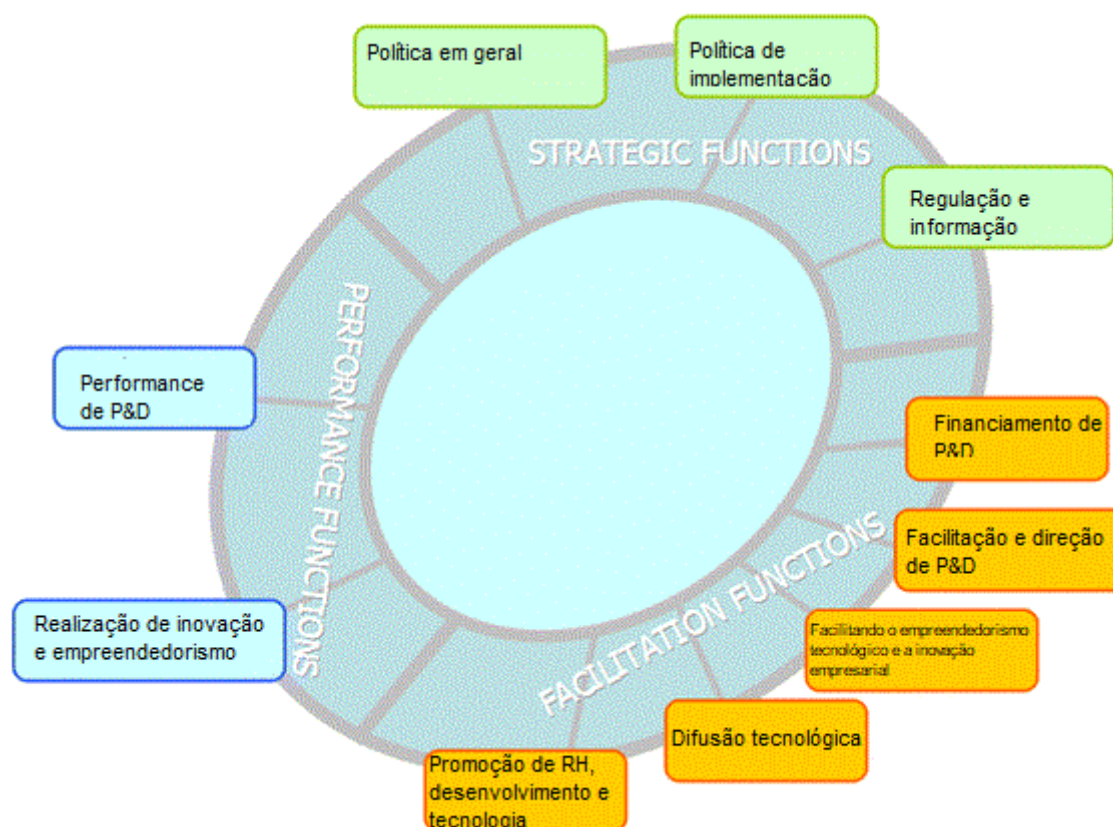 Política em geral
Política de
implementação
STRATEGIC FUNCTIONS
Regulação e
informação
PERFORMANCE FUNCTIONS
Performance
de P&D
Financiamento de
P&D
Facilitação e direção
de P&D
FACILITATION FUNCTIONS
Realização de inovação
e empreendedorismo
Facilitando o empreendedorismo
tecnológico e a inovação
empresarial
Difusão tecnológica
Promoção de RH,
desenvolvimento e
tecnologia